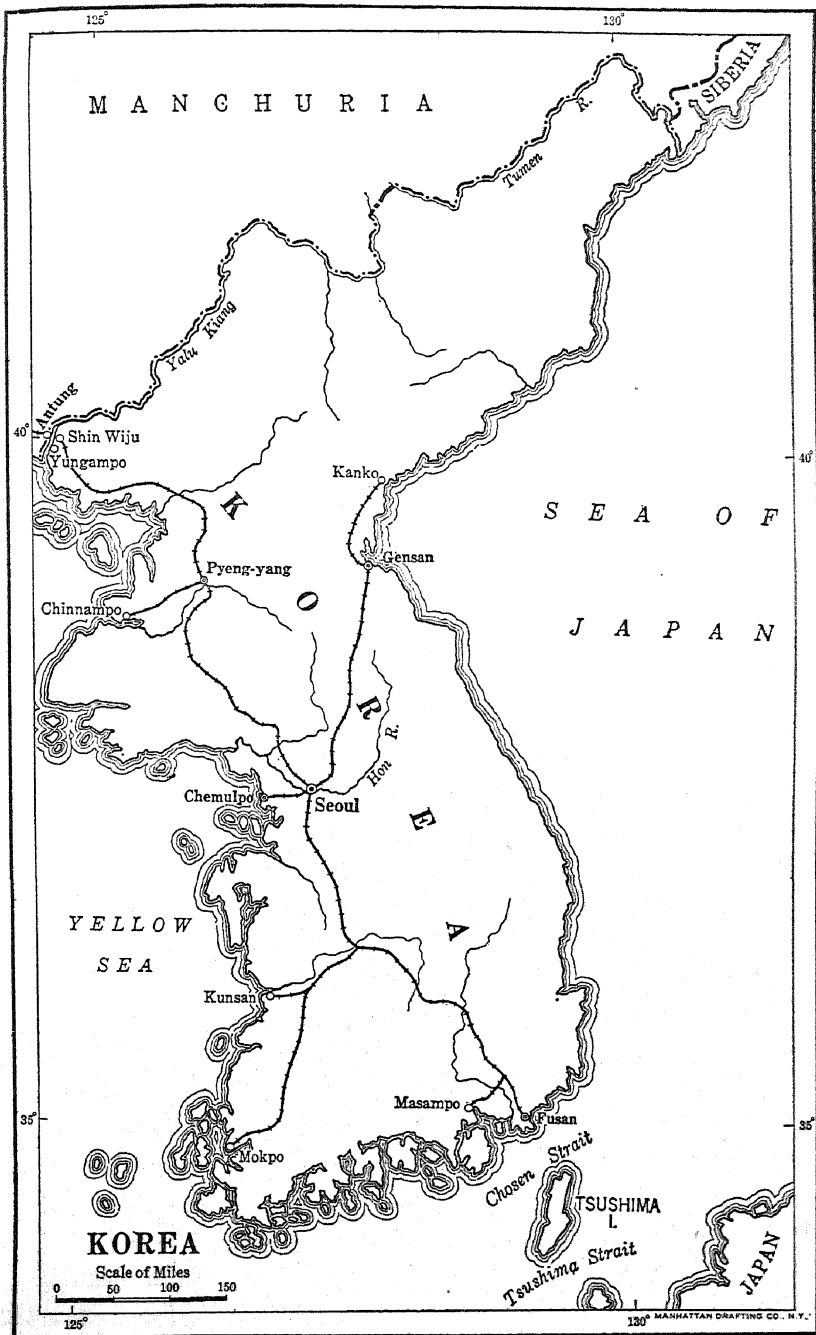 125°
130°
MANCHURIA
SIBERIA
Tumen R.
Yalu Kiang
Antung
40°
Shin Wiju
Yungampo
40°
Kanko
K
O
R
E
A
SEA OF
JAPAN
Gensan
Pyeng-yang
Chinnampo
Hon R.
Chemulpo
Seoul
YELLOW
SEA
Kunsan
Masampo
Fusan
35°
35°
Mokpo
Chosen Strait
TSUSHIMA
I.
Tsushima Strait
JAPAN
KOREA
Scale of Miles
0 50 100 150
125°
130°
MANHATTAN DRAFTING CO., N.Y.